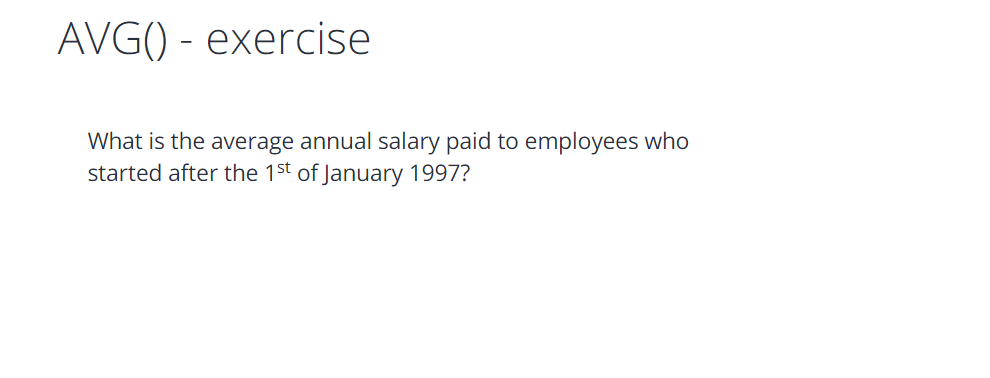 AVG() - exercise
What is the average annual salary paid to employees who
started after the 1st of January 1997?